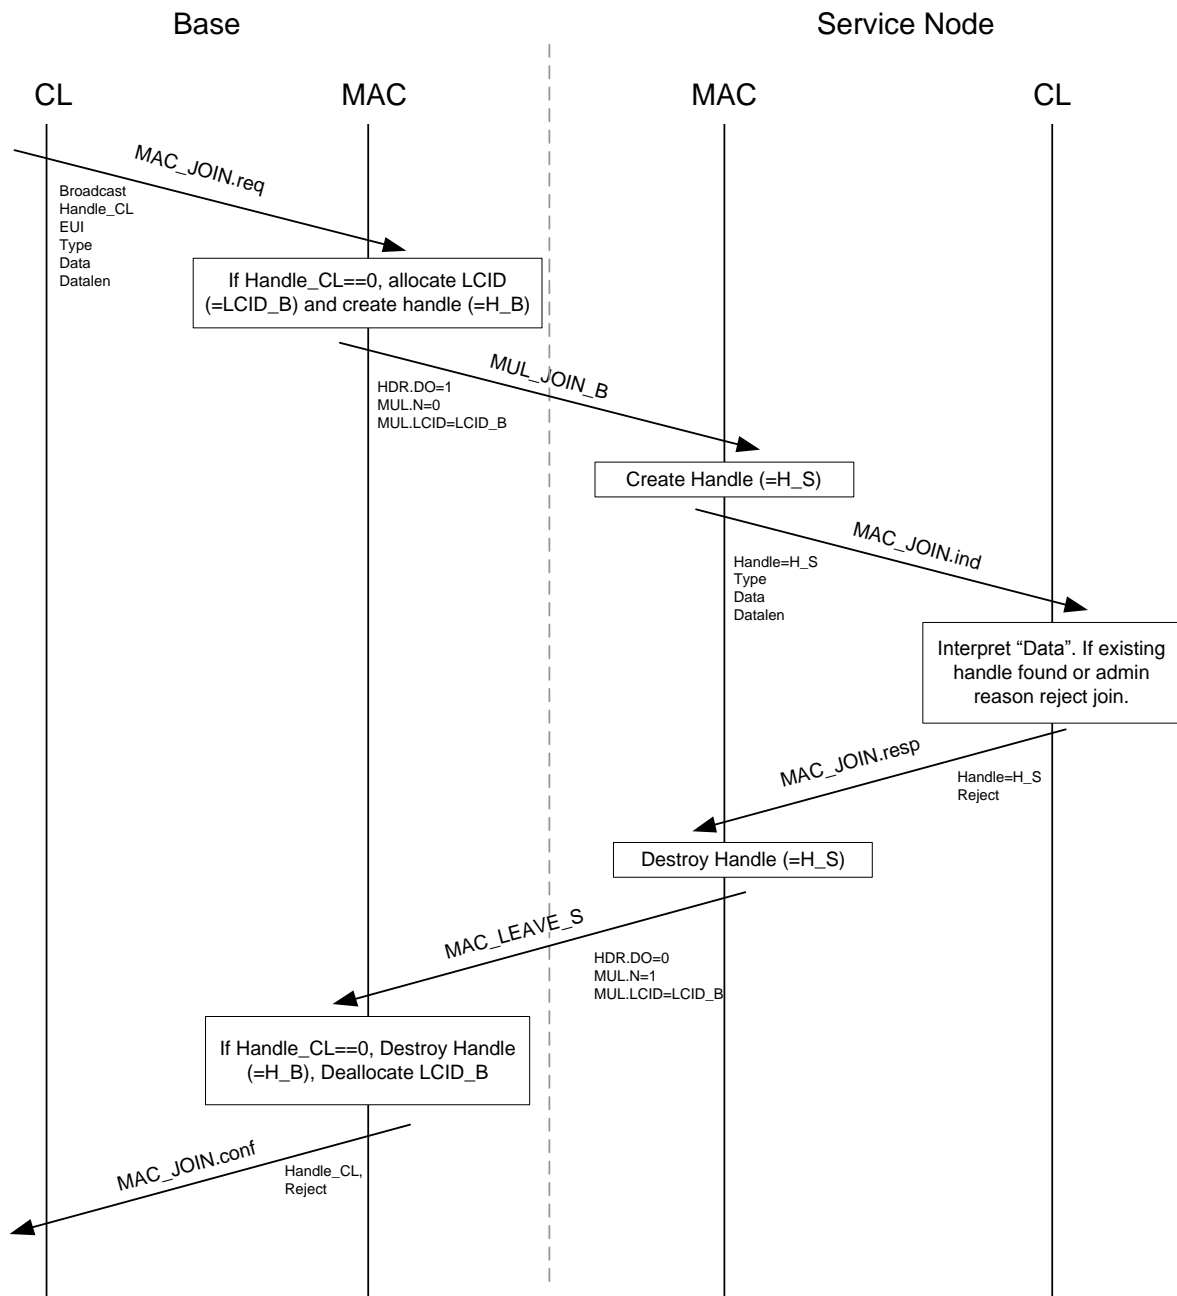 Base
Service Node
CL
MAC
MAC
CL
MAC_JOIN.req
Broadcast
Handle_CL
EUI
Type
Data
Datalen
If Handle_CL==0, allocate LCID
(=LCID_B) and create handle (=H_B)
MUL_JOIN_B
HDR.DO=1
MUL.N=0
MUL.LCID=LCID_B
Create Handle (=H_S)
MAC_JOIN.ind
Handle=H_S
Type
Data
Datalen
Interpret “Data”. If existing
handle found or admin
reason reject join.
MAC_JOIN.resp
Handle=H_S
Reject
Destroy Handle (=H_S)
MAC_LEAVE_S
HDR.DO=0
MUL.N=1
MUL.LCID=LCID_B
If Handle_CL==0, Destroy Handle
(=H_B), Deallocate LCID_B
MAC_JOIN.conf
Handle_CL,
Reject